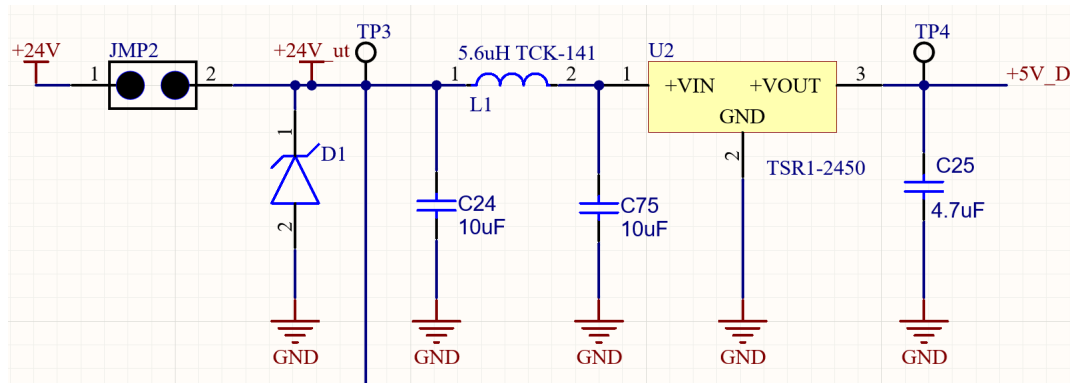 +24V
JMP2
1
2
+24V_ut
TP3
1
5.6uH TCK-141
2
L1
U2
1
+VIN
+VOUT
GND
3
2
TSR1-2450
TP4
+5V_D
1
D1
2
C24
10uF
C75
10uF
C25
4.7uF
GND
GND
GND
GND
GND